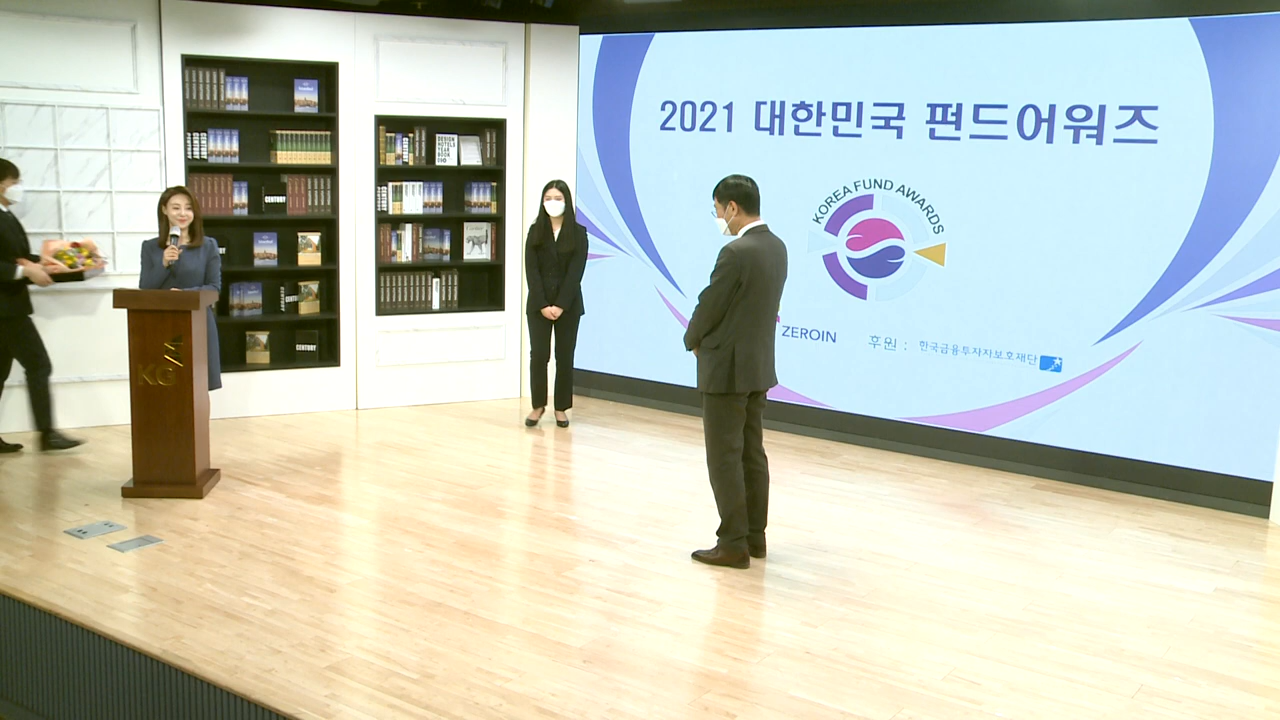 2021 대한민국 펀드어워즈
KOREA FUND AWARDS
ZEROIN
후원 : 한국금융투자자보호재단
DESIGN
HOTELS
YEAR
BOOK
CENTURY
CENTURY
KG